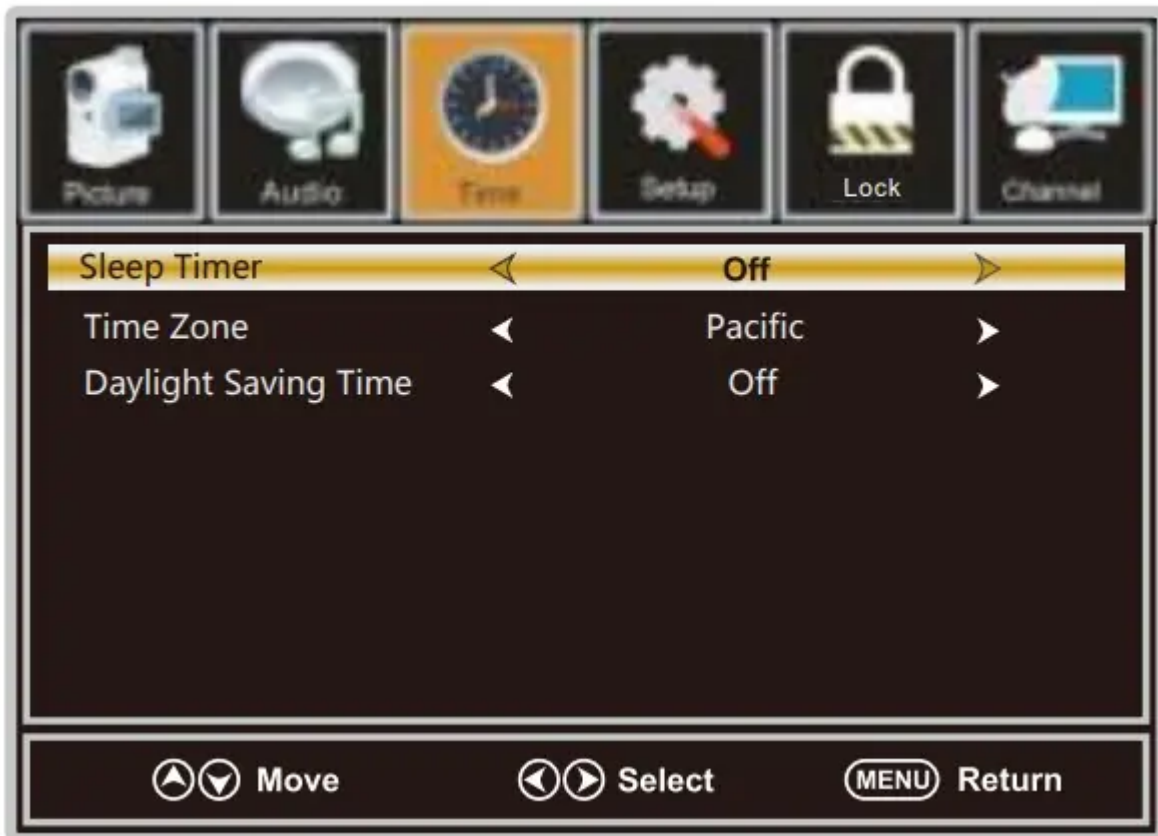 Picture Audio Time Setup Lock Channel
Sleep Timer Off
Time Zone Pacific
Daylight Saving Time Off
Move Select MENU Return